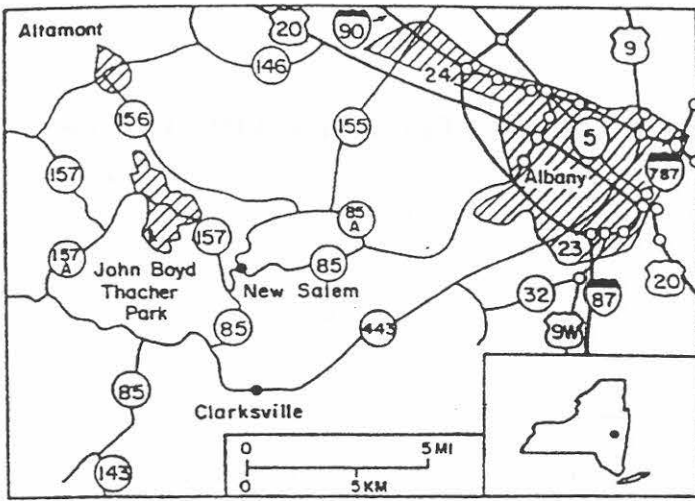 Altamont
20
90
9
146
24
156
155
5
157
Albany
787
85
A
157
157
A
85
23
John Boyd
Thacher
Park
New Salem
32
87
20
85
443
9W
85
Clarksville
0 5 MI
0 5 KM
143